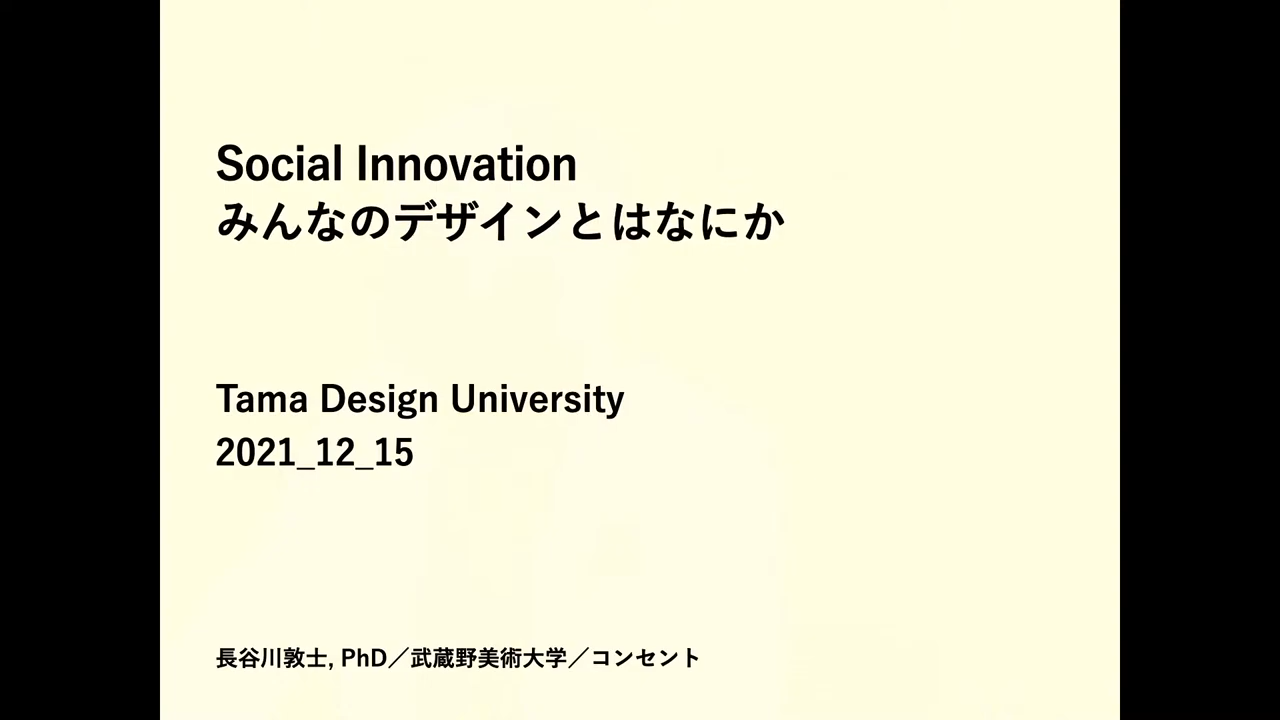 Social Innovation
みんなのデザインとはなにか
Tama Design University
2021_12_15
長谷川敦士, PhD／武蔵野美術大学／コンセント